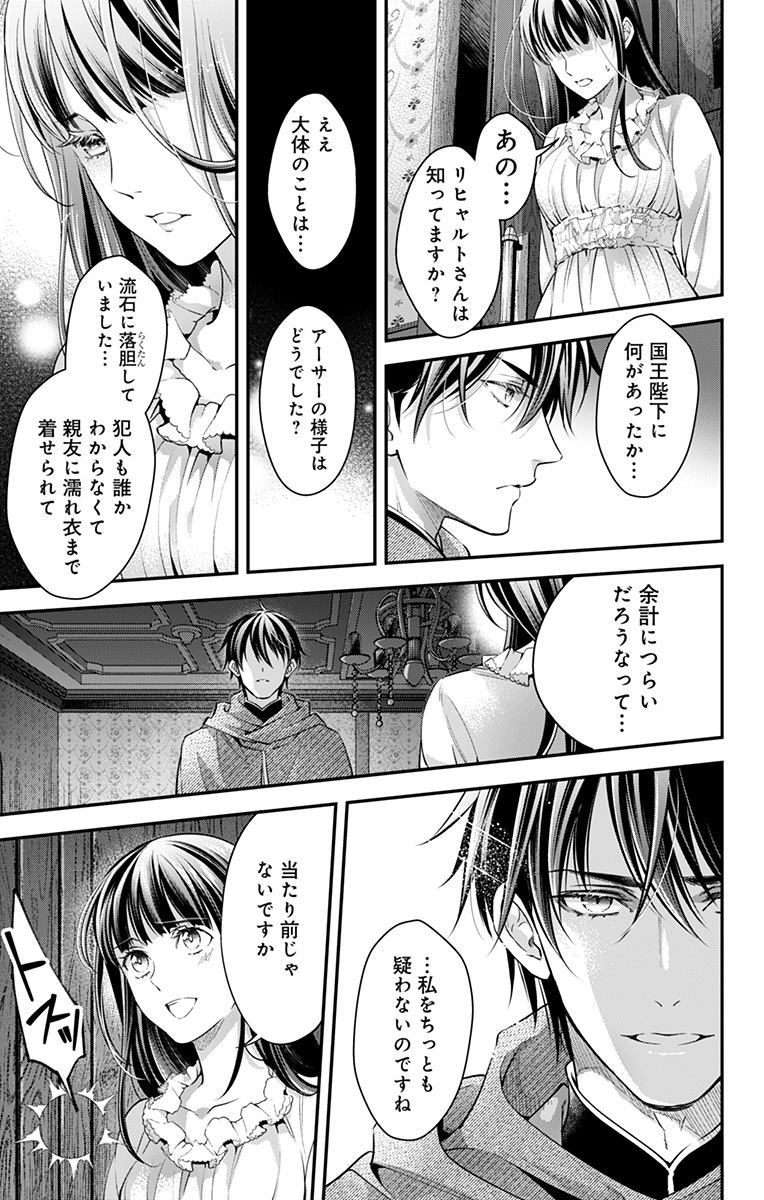 あの…
リヒャルトさんは
知ってますか？
国王陛下に
何があったか…
ええ
大体のことは…
アーサーの様子は
どうでした？
流石に落胆して
らくたん
いました…
犯人も誰か
わからなくて
親友に濡れ衣まで
着せられて
余計につらい
だろうなって…
…私をちっとも
疑わないのですね
当たり前じゃ
ないですか
トスッ